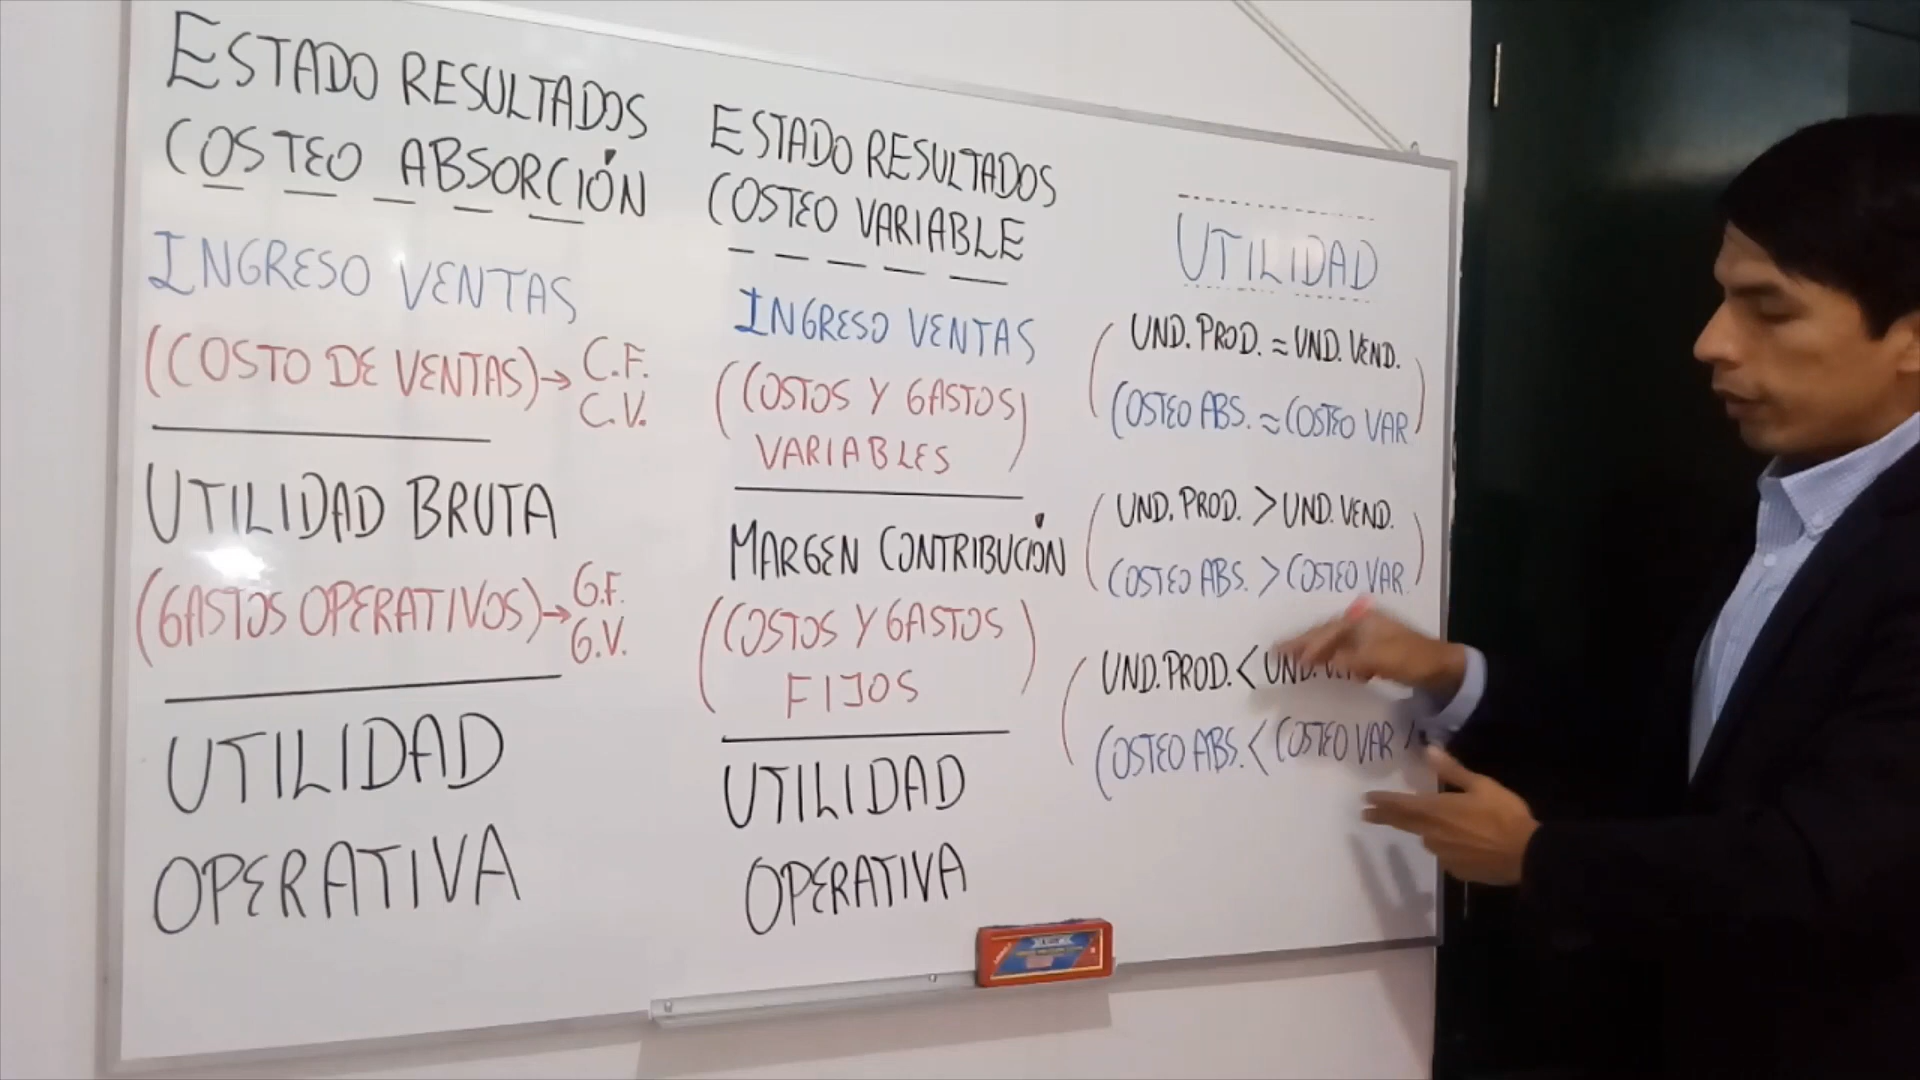 ESTADO RESULTADOS
COSTEO ABSORCIÓN
INGRESO VENTAS
(COSTO DE VENTAS)→ C.F.
C.V.
UTILIDAD BRUTA
(GASTOS OPERATIVOS)→ G.F.
G.V.
UTILIDAD
OPERATIVA
ESTADO RESULTADOS
COSTEO VARIABLE
INGRESO VENTAS
(COSTOS Y GASTOS
VARIABLES)
MARGEN CONTRIBUCIÓN
(COSTOS Y GASTOS
FIJOS)
UTILIDAD
OPERATIVA
UTILIDAD
(UND. PROD. ≈ UND. VEND.
COSTEO ABS. ≈ COSTEO VAR)
(UND. PROD. > UND. VEND.
COSTEO ABS. > COSTEO VAR.)
(UND. PROD. < UND.
COSTEO ABS. < COSTEO VAR)